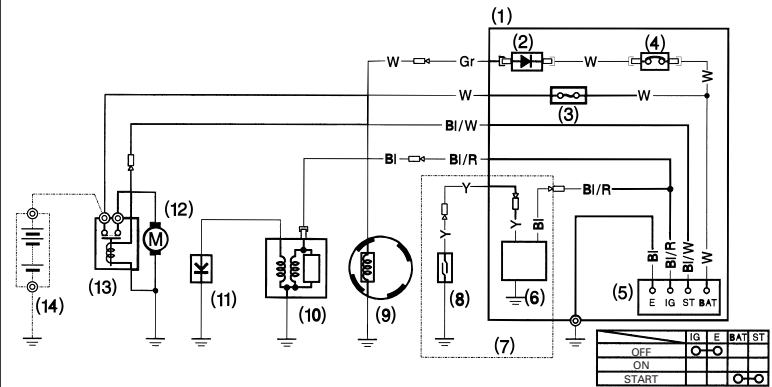 (1)
(2)
(4)
W
Gr
W
W
W
W
(3)
W
Bl/W
Bl
Bl/R
Y
Bl/R
(12)
Y
Y
Bl
M
Bl
Bl/R
Bl/W
W
(13)
(11)
(10)
(9)
(8)
(6)
(5)
E IG ST BAT
(14)
(7)
IG E BAT ST
OFF
ON
START